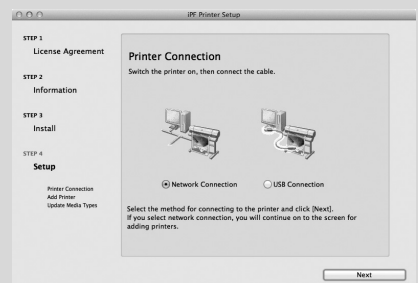 iPF Printer Setup
STEP 1
License Agreement
STEP 2
Information
STEP 3
Install
STEP 4
Setup
Printer Connection
Add Printer
Update Media Types
Printer Connection
Switch the printer on, then connect the cable.
Network Connection
USB Connection
Select the method for connecting to the printer and click [Next].
If you select network connection, you will continue on to the screen for
adding printers.
Next